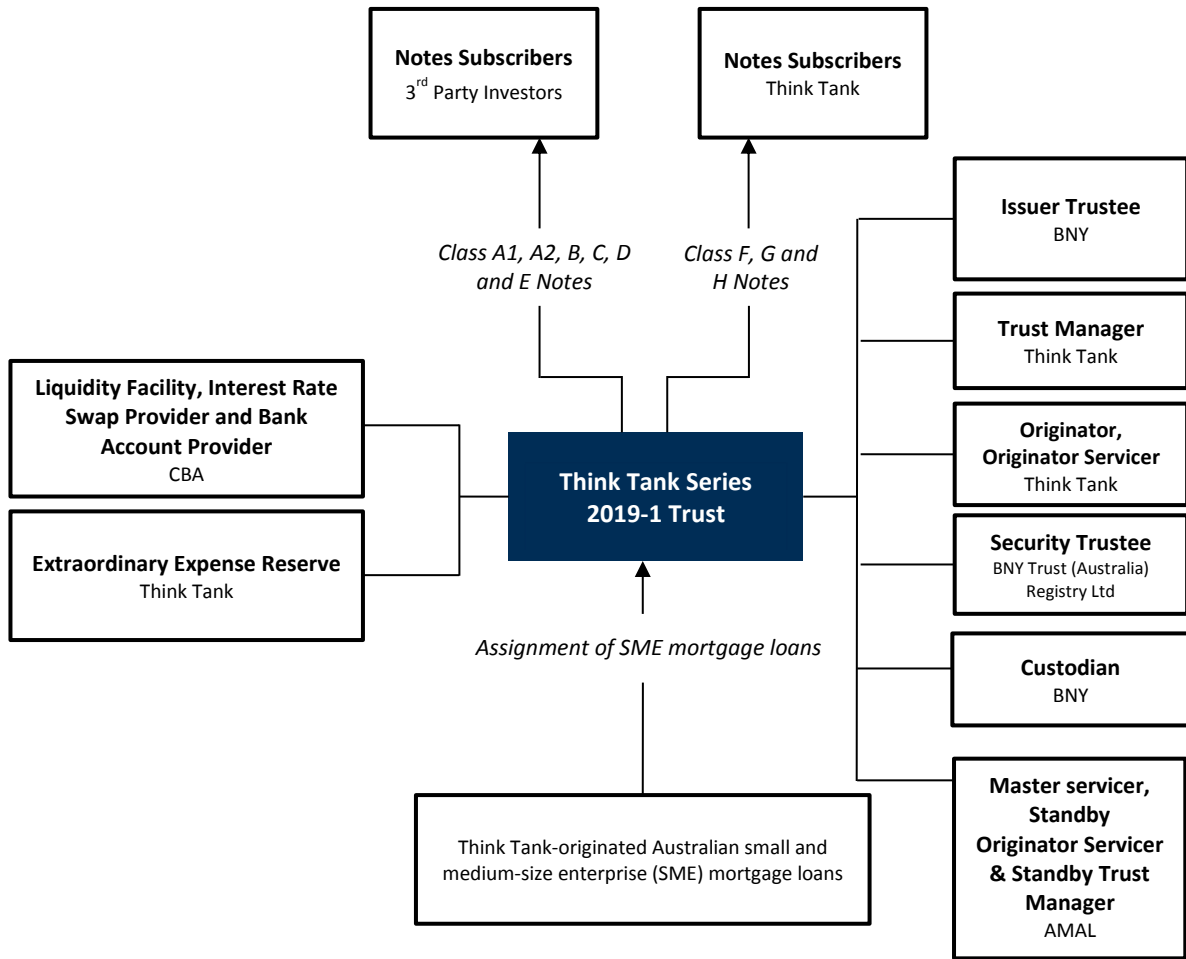 Notes Subscribers
3rd Party Investors
Notes Subscribers
Think Tank
Class A1, A2, B, C, D
and E Notes
Class F, G and
H Notes
Liquidity Facility, Interest Rate
Swap Provider and Bank
Account Provider
CBA
Extraordinary Expense Reserve
Think Tank
Think Tank Series
2019-1 Trust
Assignment of SME mortgage loans
Think Tank-originated Australian small and
medium-size enterprise (SME) mortgage loans
Issuer Trustee
BNY
Trust Manager
Think Tank
Originator,
Originator Servicer
Think Tank
Security Trustee
BNY Trust (Australia)
Registry Ltd
Custodian
BNY
Master servicer,
Standby
Originator Servicer
& Standby Trust
Manager
AMAL